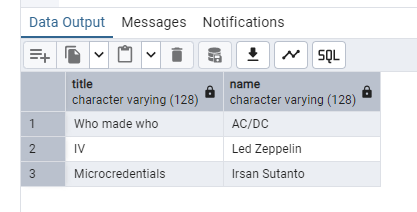 Data Output Messages Notifications
SQL
title name
character varying (128) character varying (128)
1 Who made who AC/DC
2 IV Led Zeppelin
3 Microcredentials Irsan Sutanto